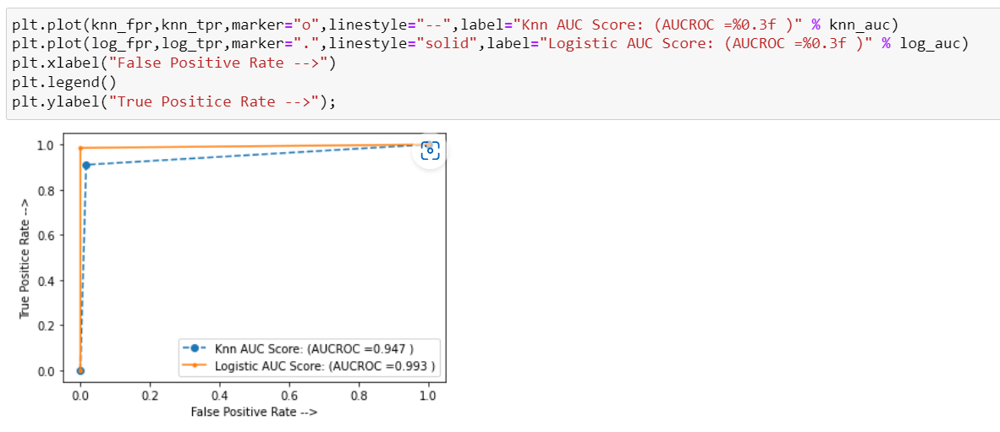 plt.plot(knn_fpr,knn_tpr,marker="o",linestyle="--",label="Knn AUC Score: (AUCROC =%0.3f )" % knn_auc)
plt.plot(log_fpr,log_tpr,marker=".",linestyle="solid",label="Logistic AUC Score: (AUCROC =%0.3f )" % log_auc)
plt.xlabel("False Positive Rate -->")
plt.legend()
plt.ylabel("True Positice Rate -->");
1.0
0.8
0.6
0.4
0.2
0.0
True Positice Rate -->
Knn AUC Score: (AUCROC =0.947 )
Logistic AUC Score: (AUCROC =0.993 )
0.0 0.2 0.4 0.6 0.8 1.0
False Positive Rate -->